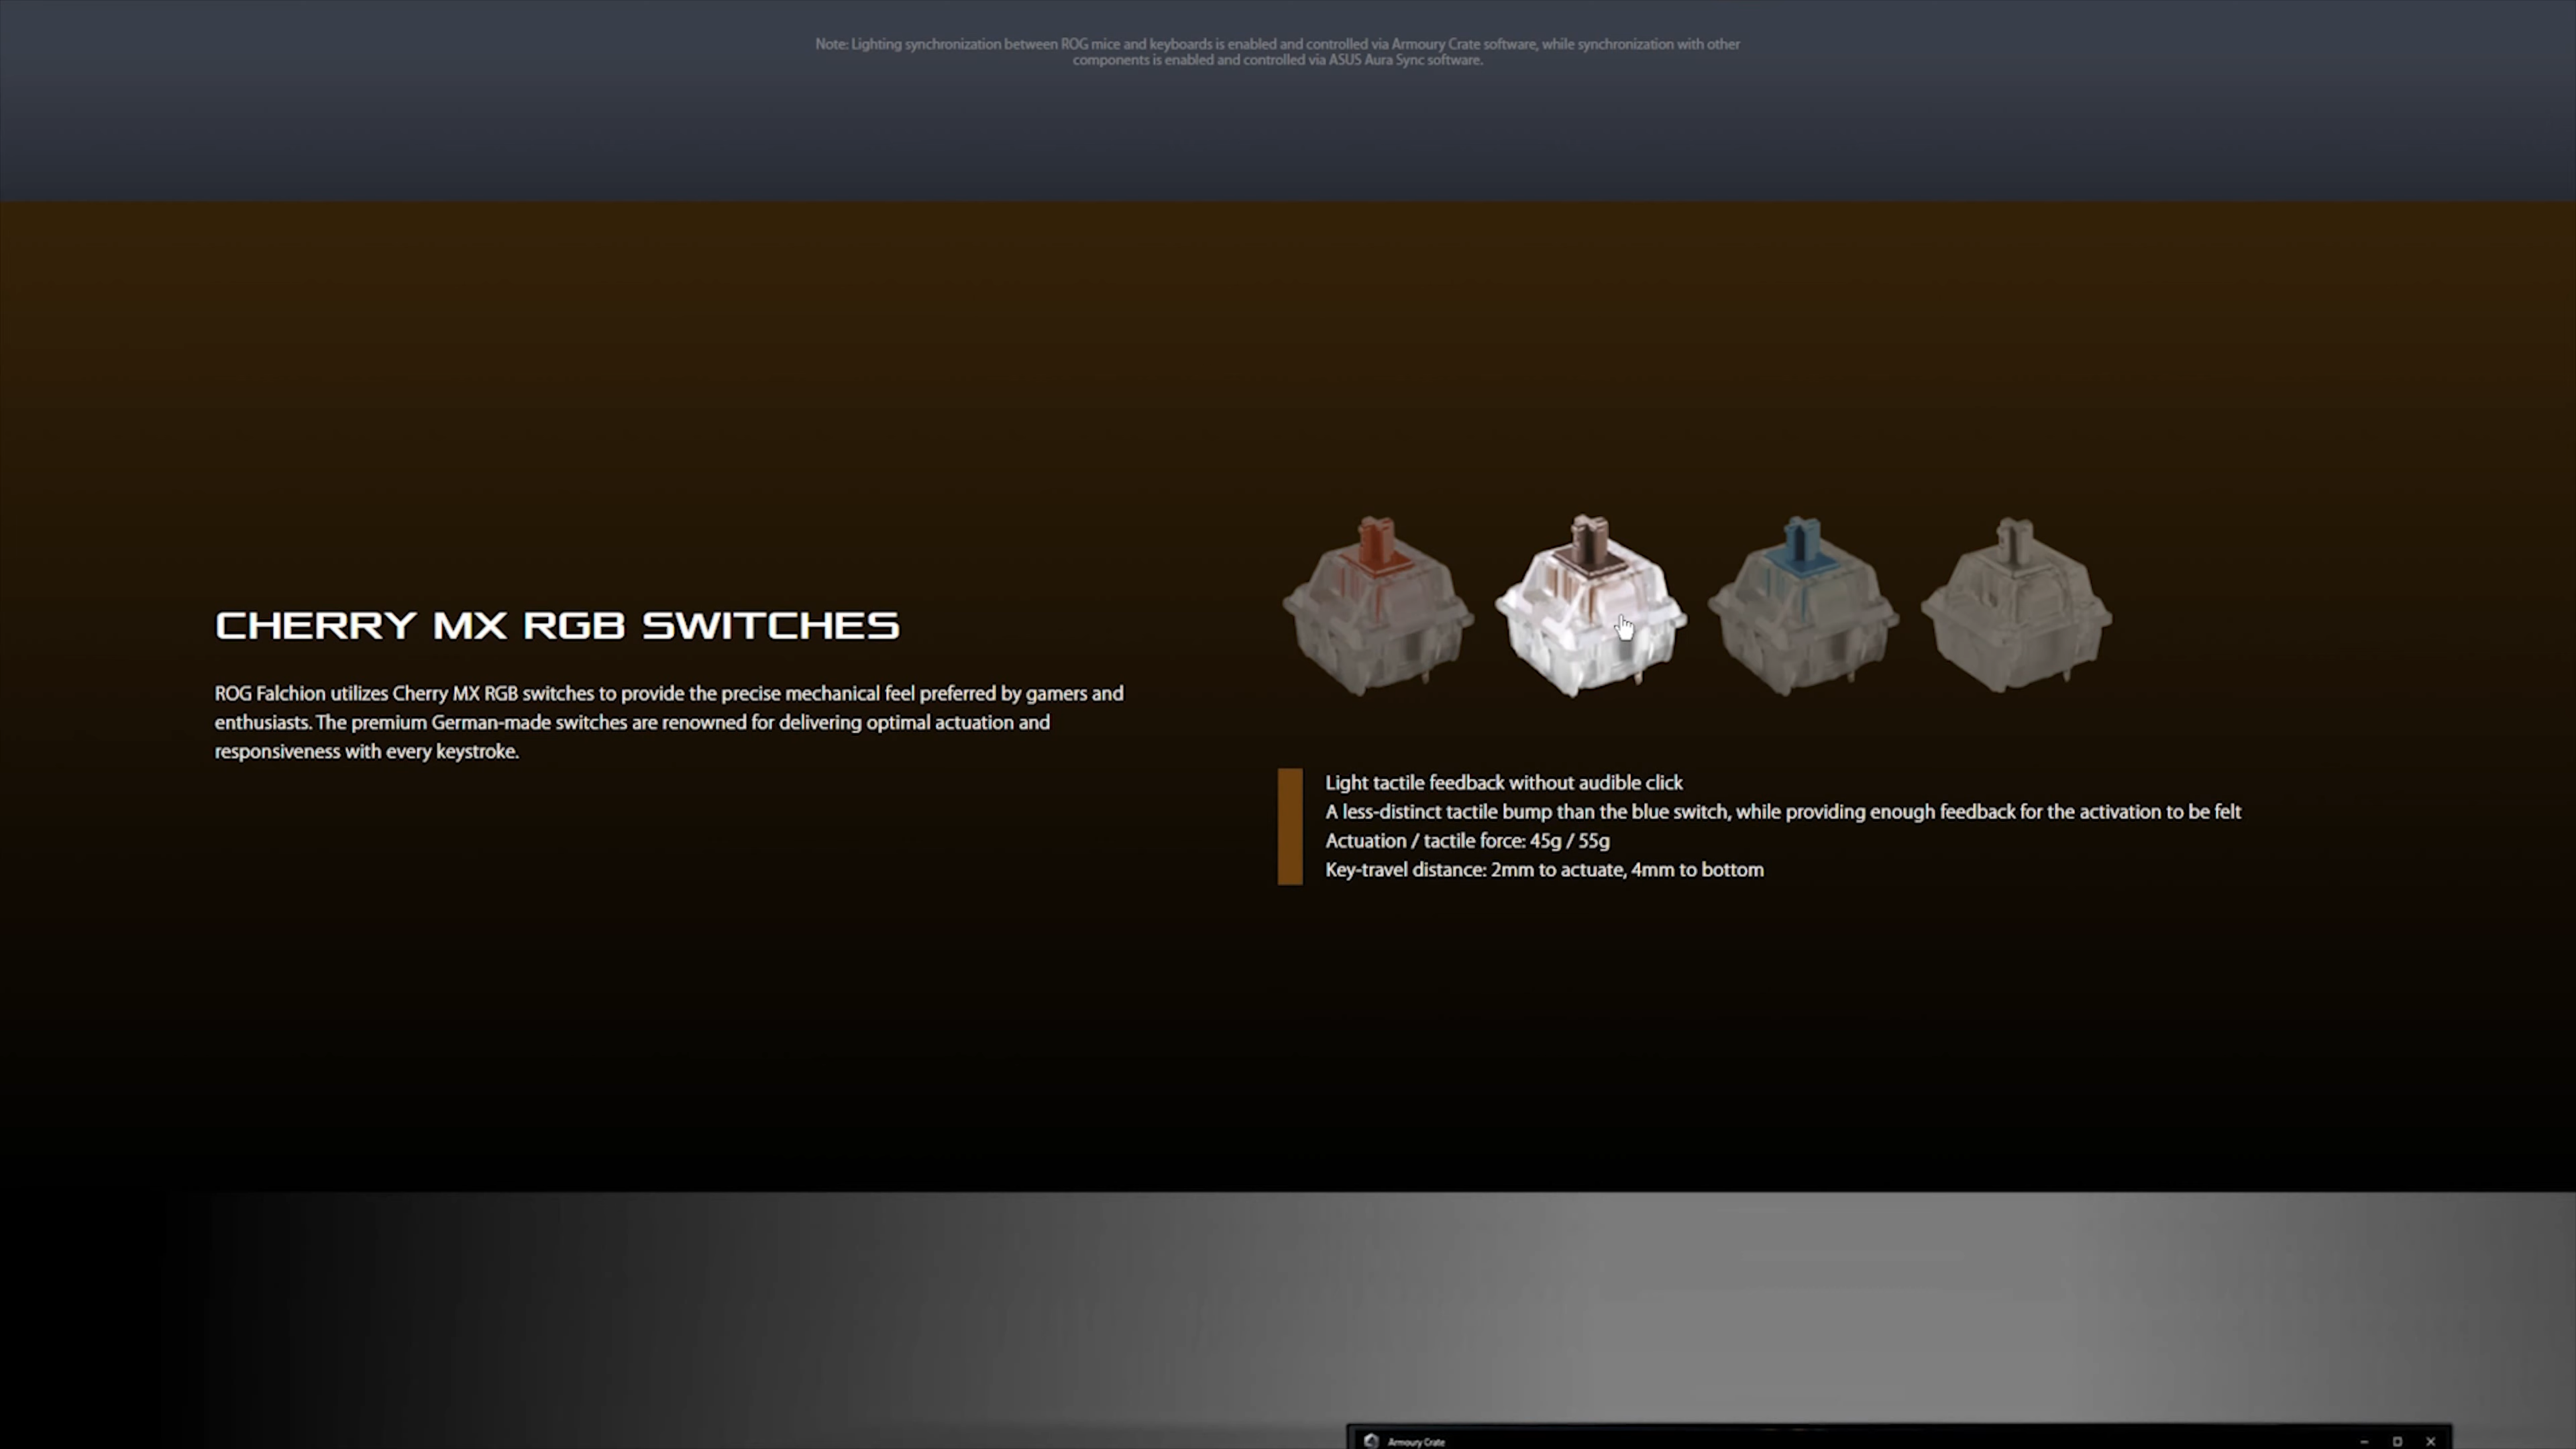 Note: Lighting synchronization between ROG mice and keyboards is enabled and controlled via Armoury Crate software, while synchronization with other
components is enabled and controlled via ASUS Aura Sync software.
CHERRY MX RGB SWITCHES
ROG Falchion utilizes Cherry MX RGB switches to provide the precise mechanical feel preferred by gamers and
enthusiasts. The premium German-made switches are renowned for delivering optimal actuation and
responsiveness with every keystroke.
Light tactile feedback without audible click
A less-distinct tactile bump than the blue switch, while providing enough feedback for the activation to be felt
Actuation / tactile force: 45g / 55g
Key-travel distance: 2mm to actuate, 4mm to bottom
Armoury Crate